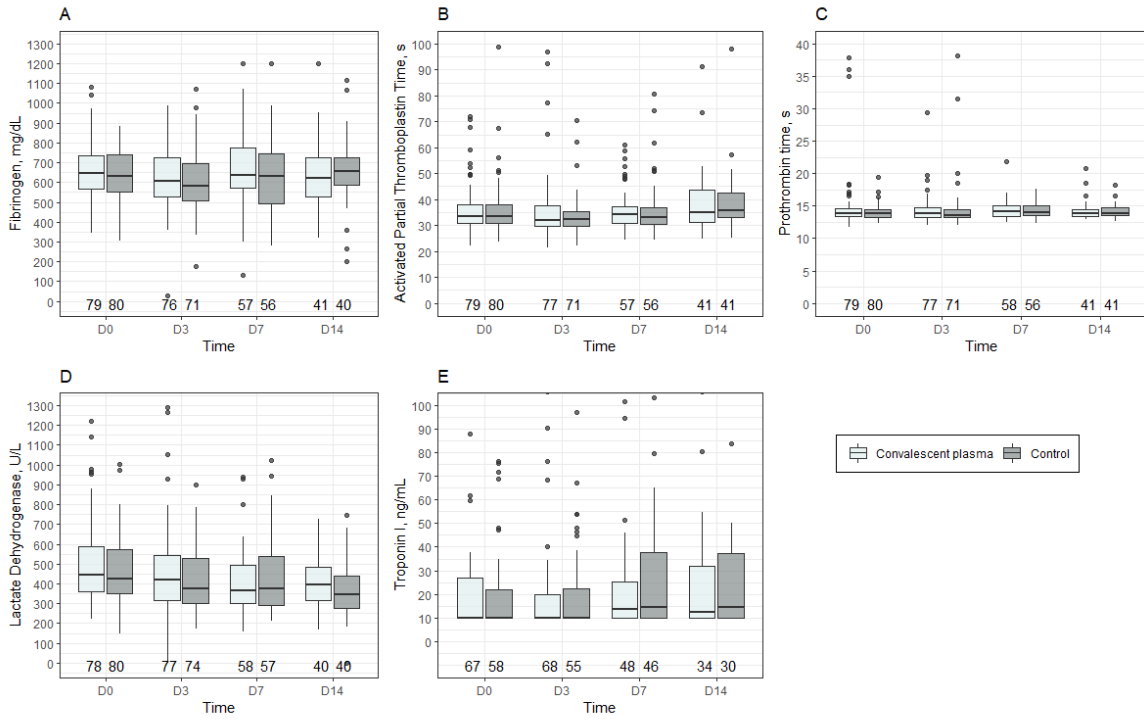 A
Fibrinogen, mg/dL
1300
1200
1100
1000
900
800
700
600
500
400
300
200
100
0
79 80 76 71 57 56 41 40
D0 D3 D7 D14
Time
B
Activated Partial Thromboplastin Time, s
100
90
80
70
60
50
40
30
20
10
0
79 80 77 71 57 56 41 41
D0 D3 D7 D14
Time
C
Prothrombin time, s
40
35
30
25
20
15
10
5
0
79 80 77 71 58 56 41 41
D0 D3 D7 D14
Time
D
Lactate Dehydrogenase, U/L
1300
1200
1100
1000
900
800
700
600
500
400
300
200
100
0
78 80 77 74 58 57 40 40
D0 D3 D7 D14
Time
E
Troponin I, ng/mL
100
90
80
70
60
50
40
30
20
10
0
67 58 68 55 48 46 34 30
D0 D3 D7 D14
Time
Convalescent plasma Control